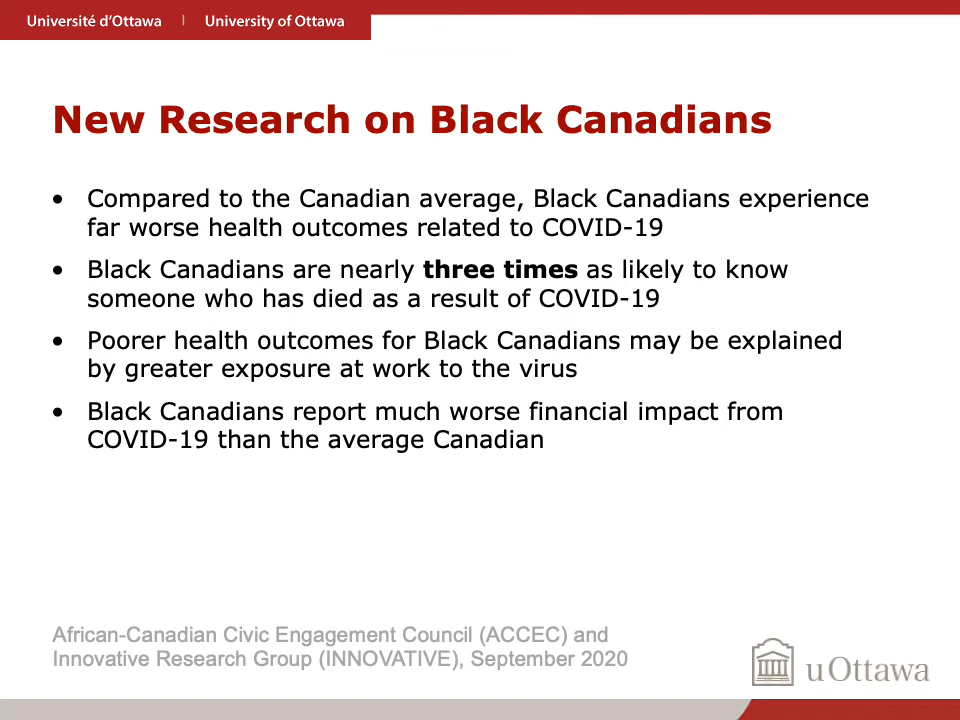 Université d'Ottawa | University of Ottawa
New Research on Black Canadians
• Compared to the Canadian average, Black Canadians experience
far worse health outcomes related to COVID-19
• Black Canadians are nearly three times as likely to know
someone who has died as a result of COVID-19
• Poorer health outcomes for Black Canadians may be explained
by greater exposure at work to the virus
• Black Canadians report much worse financial impact from
COVID-19 than the average Canadian
African-Canadian Civic Engagement Council (ACCEC) and
Innovative Research Group (INNOVATIVE), September 2020
uOttawa